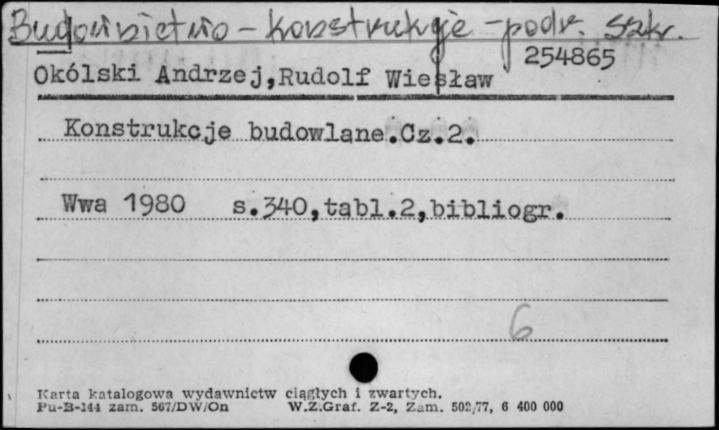 Budownictwo - konstrukcje - podr. szk.
254865
Okólski Andrzej,Rudolf Wiesław
Konstrukcje budowlane.Cz.2.
Wwa 1980 s.340,tabl.2,bibliogr.
6
Karta katalogowa wydawnictw ciągłych i zwartych.
Pu-B-144 zam. 567/DW/On W.Z.Graf. Z-2, Zam. 502/77, 6 400 000